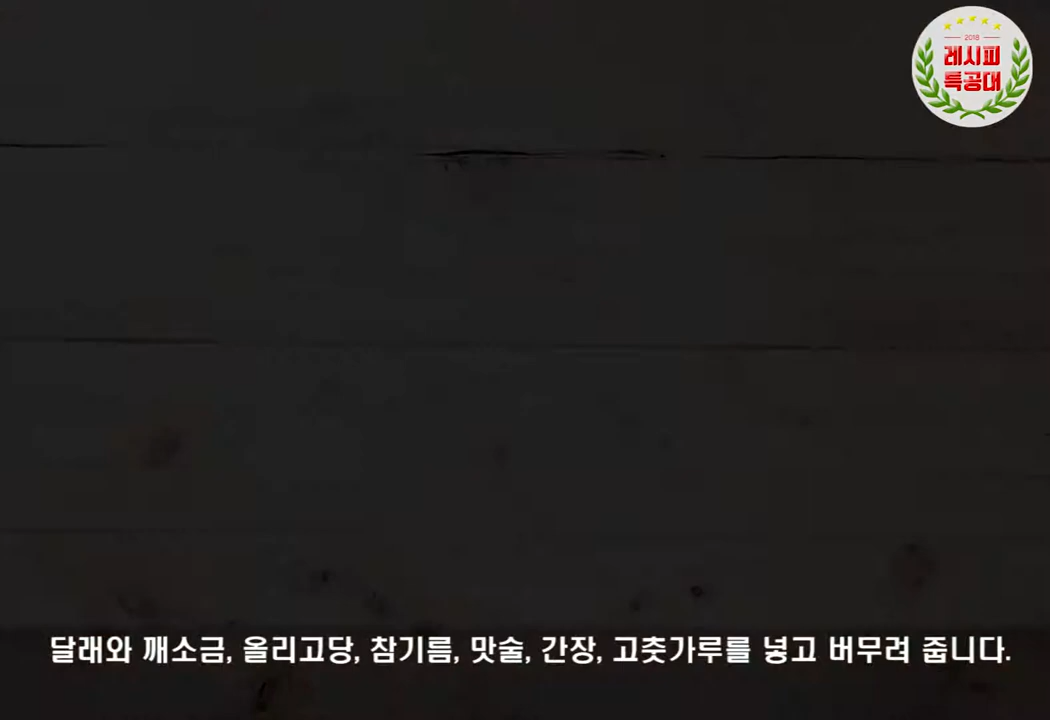 2018
레시피
특공대
달래와 깨소금, 올리고당, 참기름, 맛술, 간장, 고춧가루를 넣고 버무려 줍니다.